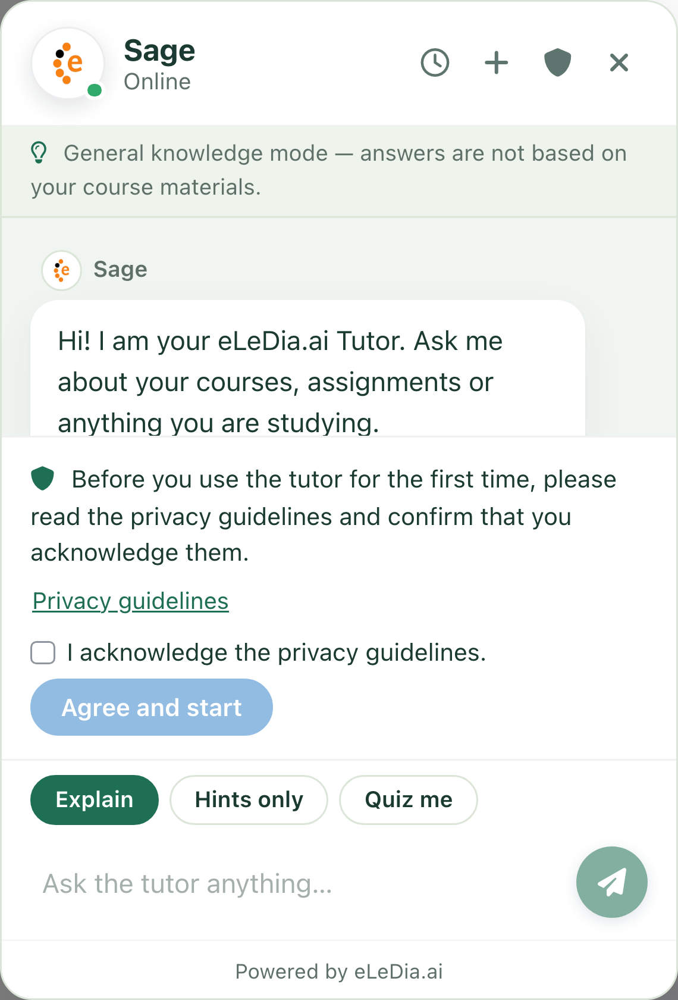 e
Sage
Online
General knowledge mode — answers are not based on
your course materials.
e
Sage
Hi! I am your eLeDia.ai Tutor. Ask me
about your courses, assignments or
anything you are studying.
Before you use the tutor for the first time, please
read the privacy guidelines and confirm that you
acknowledge them.
Privacy guidelines
I acknowledge the privacy guidelines.
Agree and start
Explain
Hints only
Quiz me
Ask the tutor anything...
Powered by eLeDia.ai